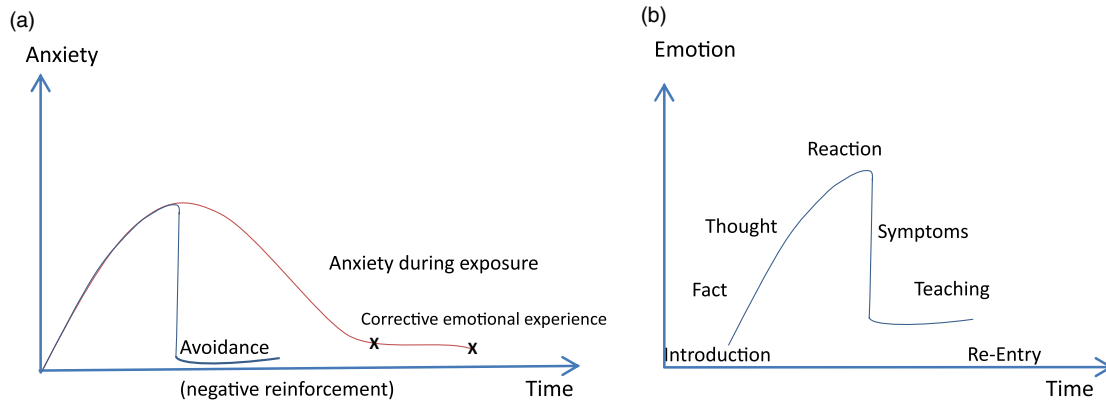 (a)
Anxiety
Anxiety during exposure
Corrective emotional experience
X
X
Avoidance
(negative reinforcement)
Time
(b)
Emotion
Reaction
Thought
Symptoms
Fact
Teaching
Introduction
Re-Entry
Time